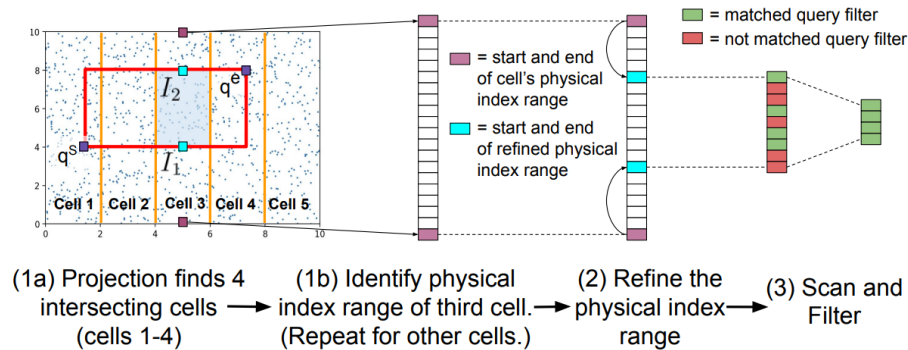 10
8
6
4
2
0
0
2
4
6
8
10
I₂
qᵉ
qˢ
I₁
Cell 1
Cell 2
Cell 3
Cell 4
Cell 5
= start and end
of cell's physical
index range
= start and end
of refined physical
index range
= matched query filter
= not matched query filter
(1a) Projection finds 4
intersecting cells
(cells 1-4)
(1b) Identify physical
index range of third cell.
(Repeat for other cells.)
(2) Refine the
physical index
range
(3) Scan and
Filter